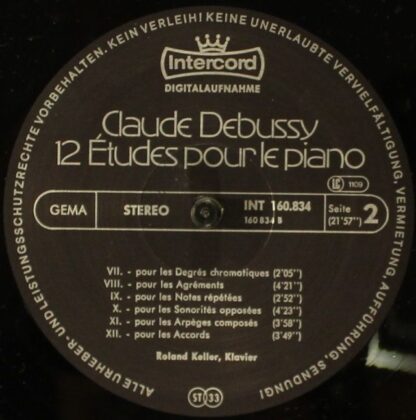 ALLE URHEBER- UND LEISTUNGSSCHUTZRECHTE VORBEHALTEN. KEIN VERLEIH! KEINE UNERLAUBTE VERVIELFÄLTIGUNG, VERMIETUNG, AUFFÜHRUNG, SENDUNG!
Intercord
DIGITALAUFNAHME
Claude Debussy
12 Études pour le piano
LC 1109
GEMA STEREO INT 160.834 Seite 2
160 834 B (21'57")
VII. - pour les Degrés chromatiques (2'05")
VIII. - pour les Agréments (4'21")
IX. - pour les Notes répétées (2'52")
X. - pour les Sonorités opposées (4'23")
XI. - pour les Arpèges composés (3'58")
XII. - pour les Accords (3'49")
Roland Keller, Klavier
ST 33